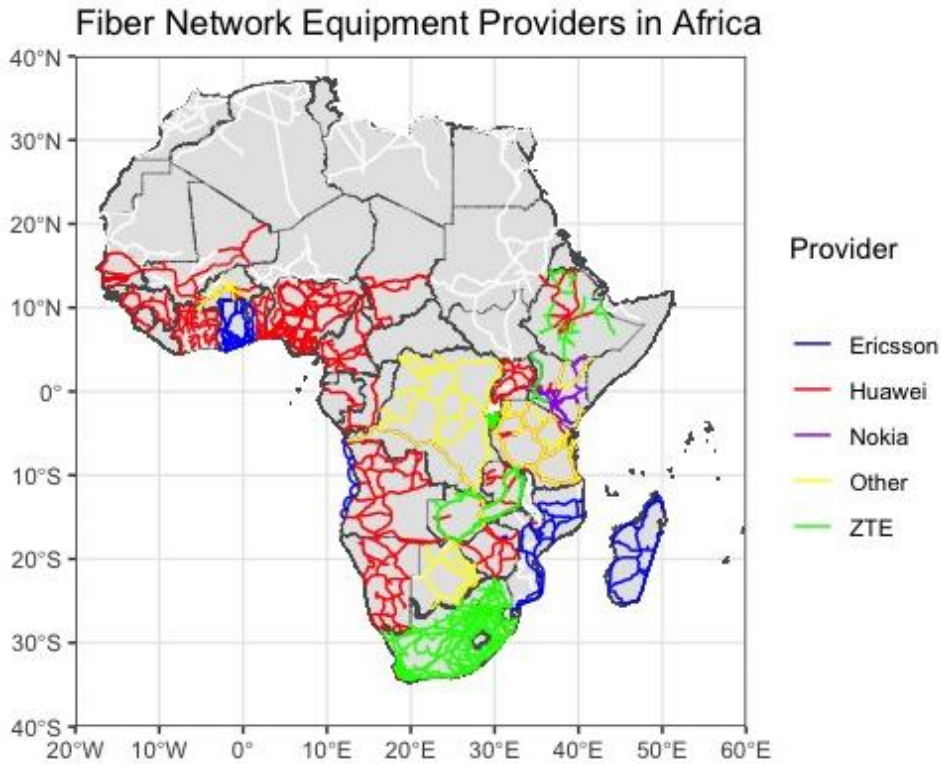 Fiber Network Equipment Providers in Africa
40°N
30°N
20°N
10°N
0°
10°S
20°S
30°S
40°S
20°W 10°W 0° 10°E 20°E 30°E 40°E 50°E 60°E
Provider
Ericsson
Huawei
Nokia
Other
ZTE